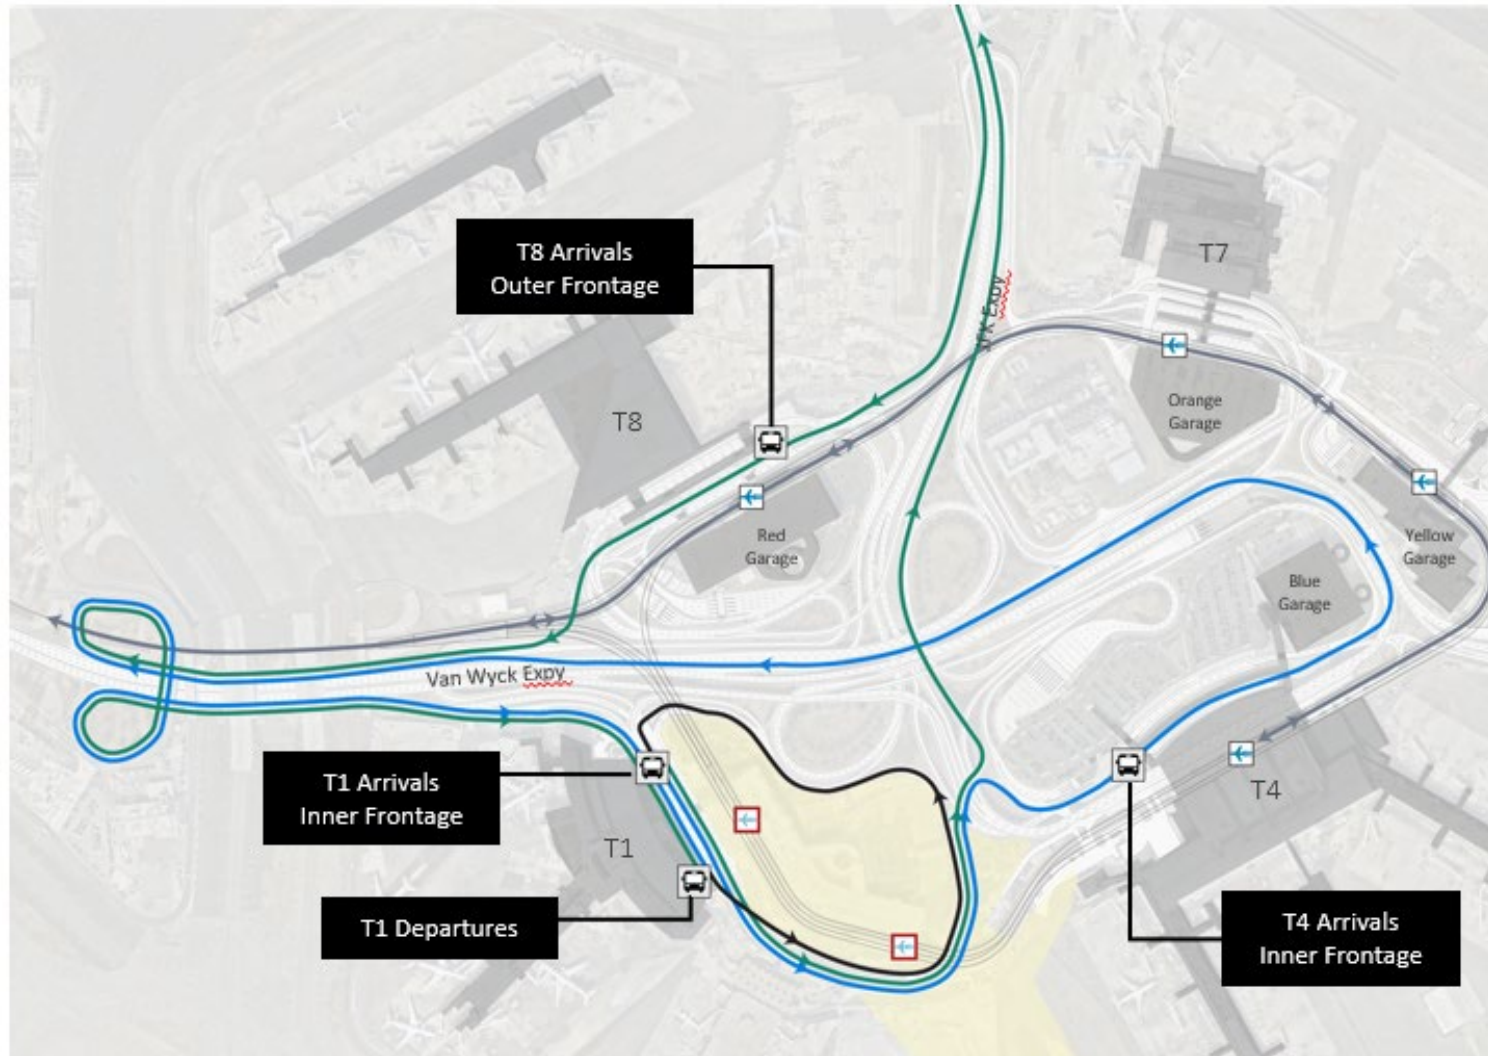 T8 Arrivals
Outer Frontage
T7
JFK Expy
Orange
Garage
T8
Red
Garage
Yellow
Garage
Blue
Garage
Van Wyck Expy
T1 Arrivals
Inner Frontage
T4
T1
T1 Departures
T4 Arrivals
Inner Frontage